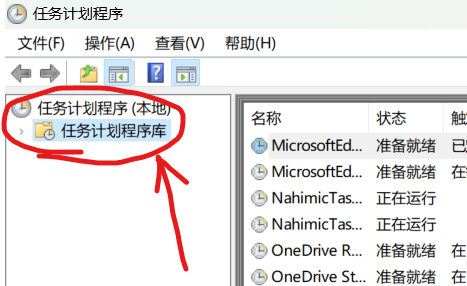 任务计划程序
文件(F) 操作(A) 查看(V) 帮助(H)
任务计划程序 (本地)
任务计划程序库
名称 状态
MicrosoftEd... 准备就绪 已
MicrosoftEd... 准备就绪 在
NahimicTas... 正在运行
NahimicTas... 正在运行
OneDrive R... 准备就绪 在
OneDrive St... 准备就绪 在